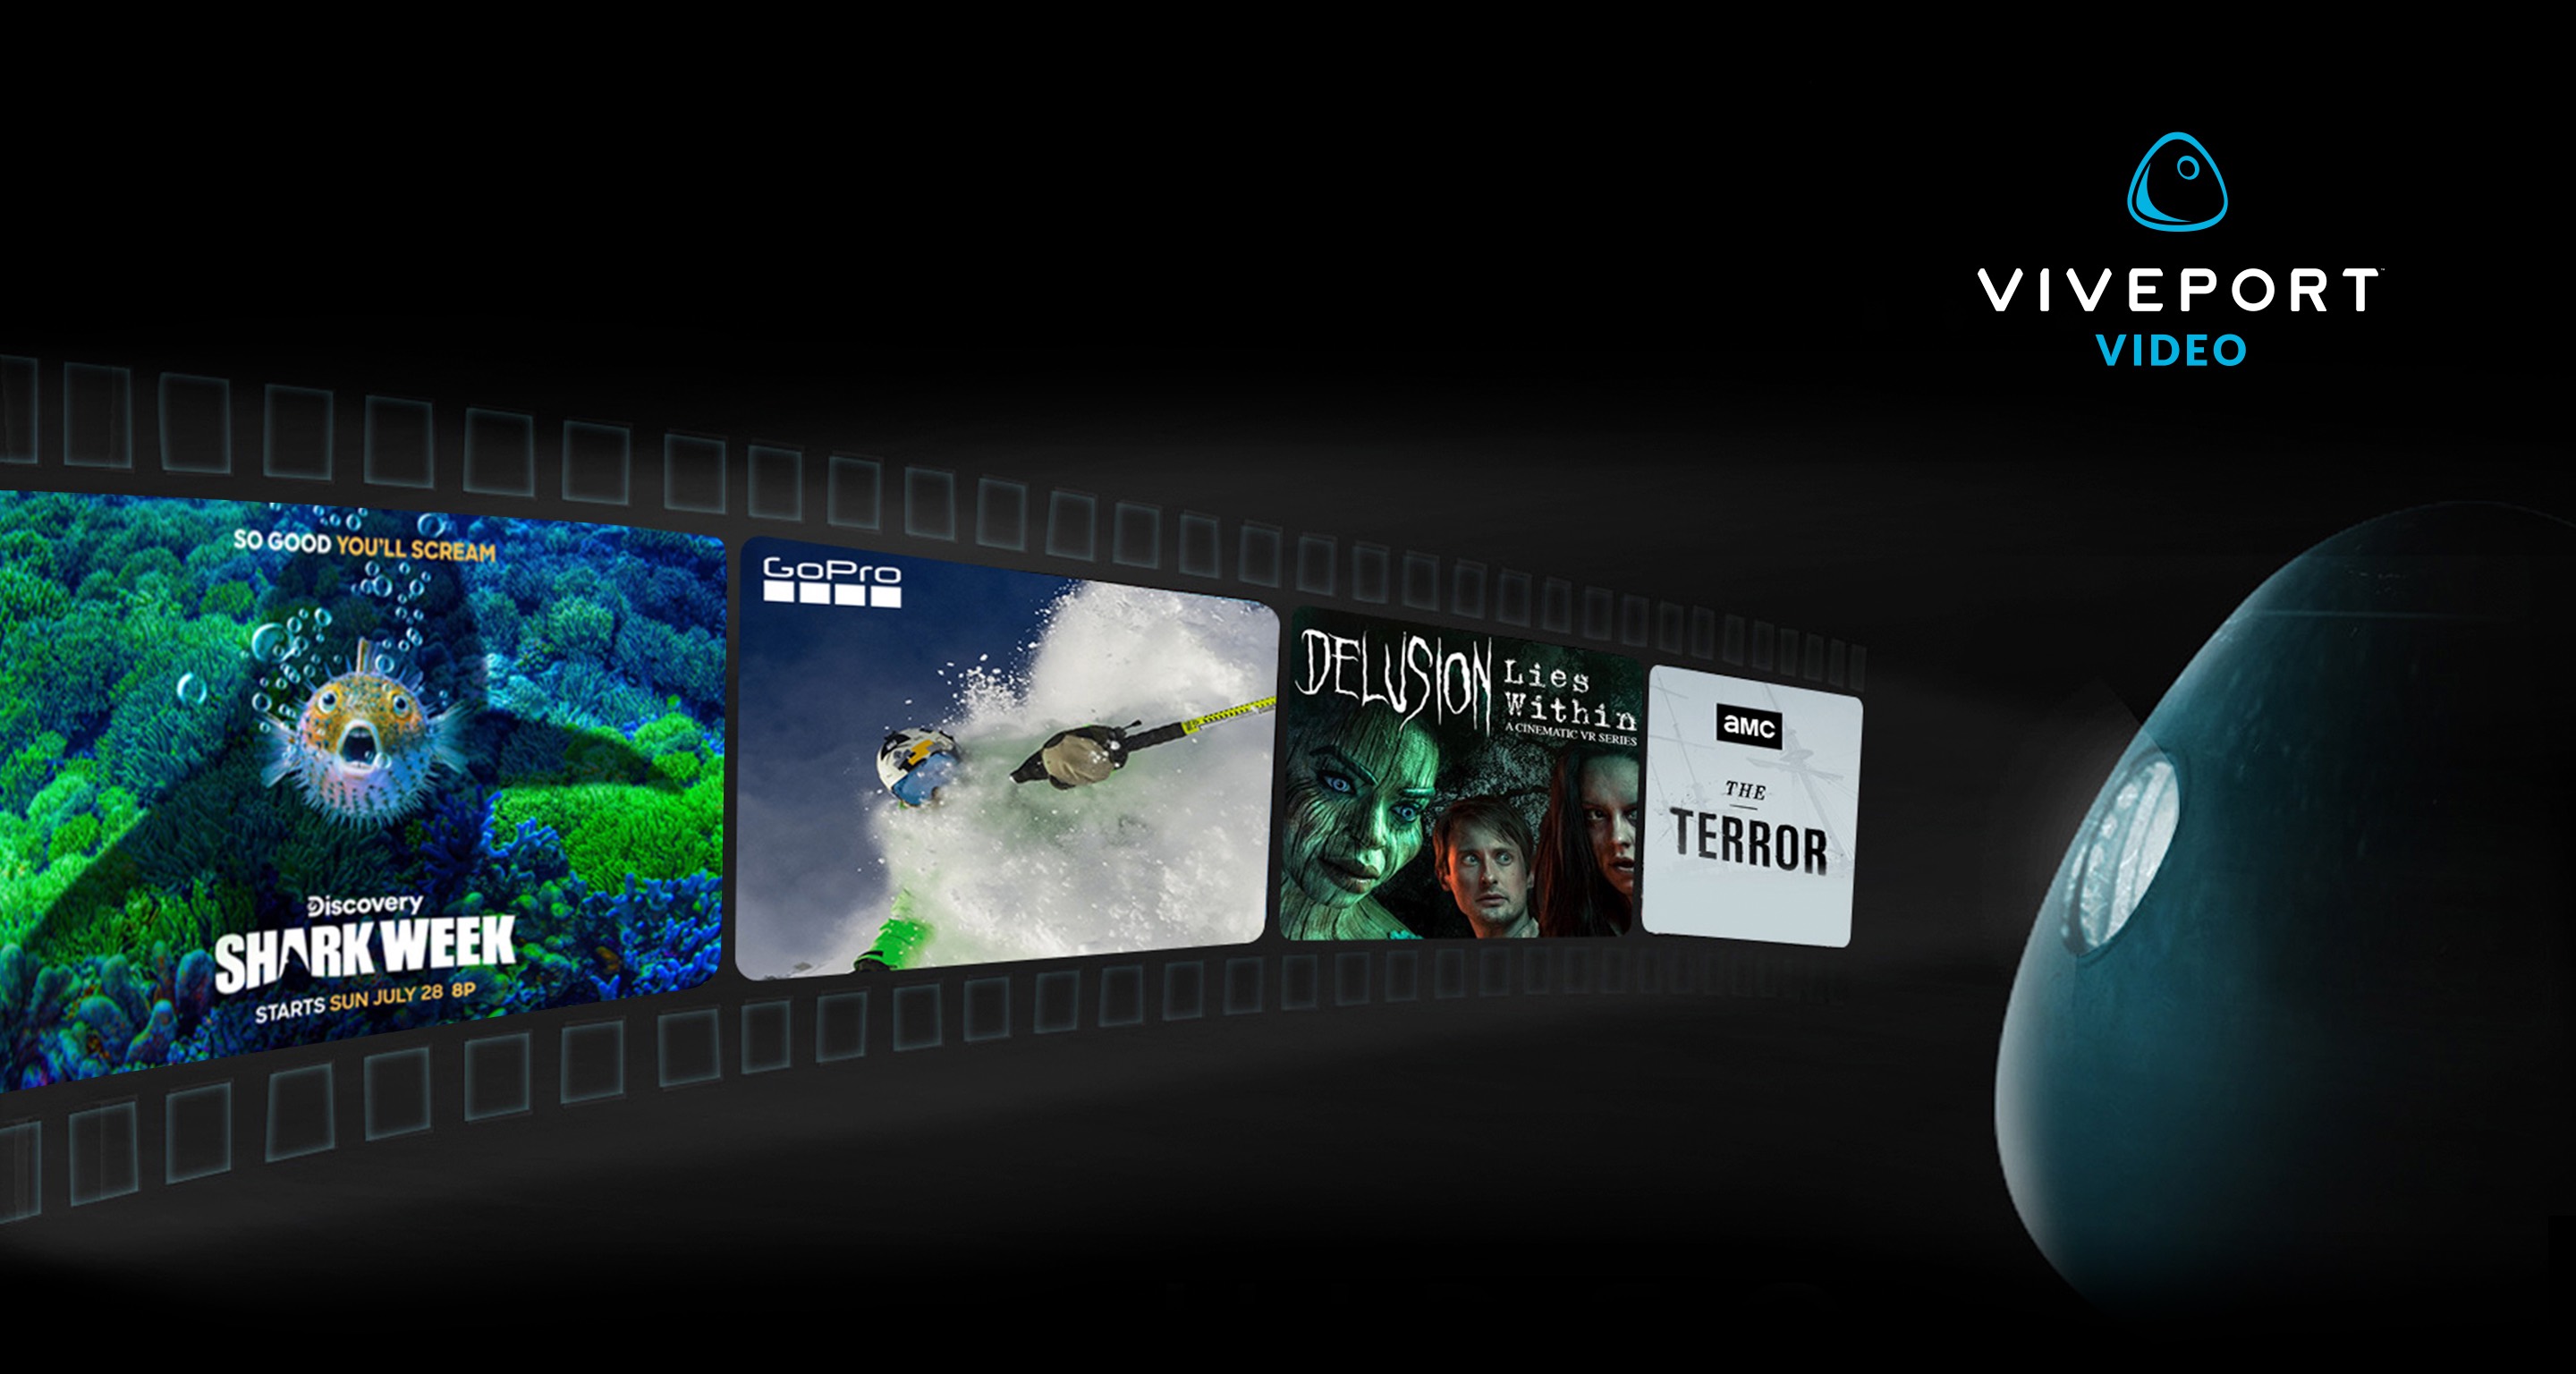 VIVEPORT™
VIDEO
SO GOOD YOU'LL SCREAM
Discovery
SHARK WEEK
STARTS SUN JULY 28 8P
GoPro
DELUSION
Lies
Within
A CINEMATIC VR SERIES
aMC
THE
TERROR